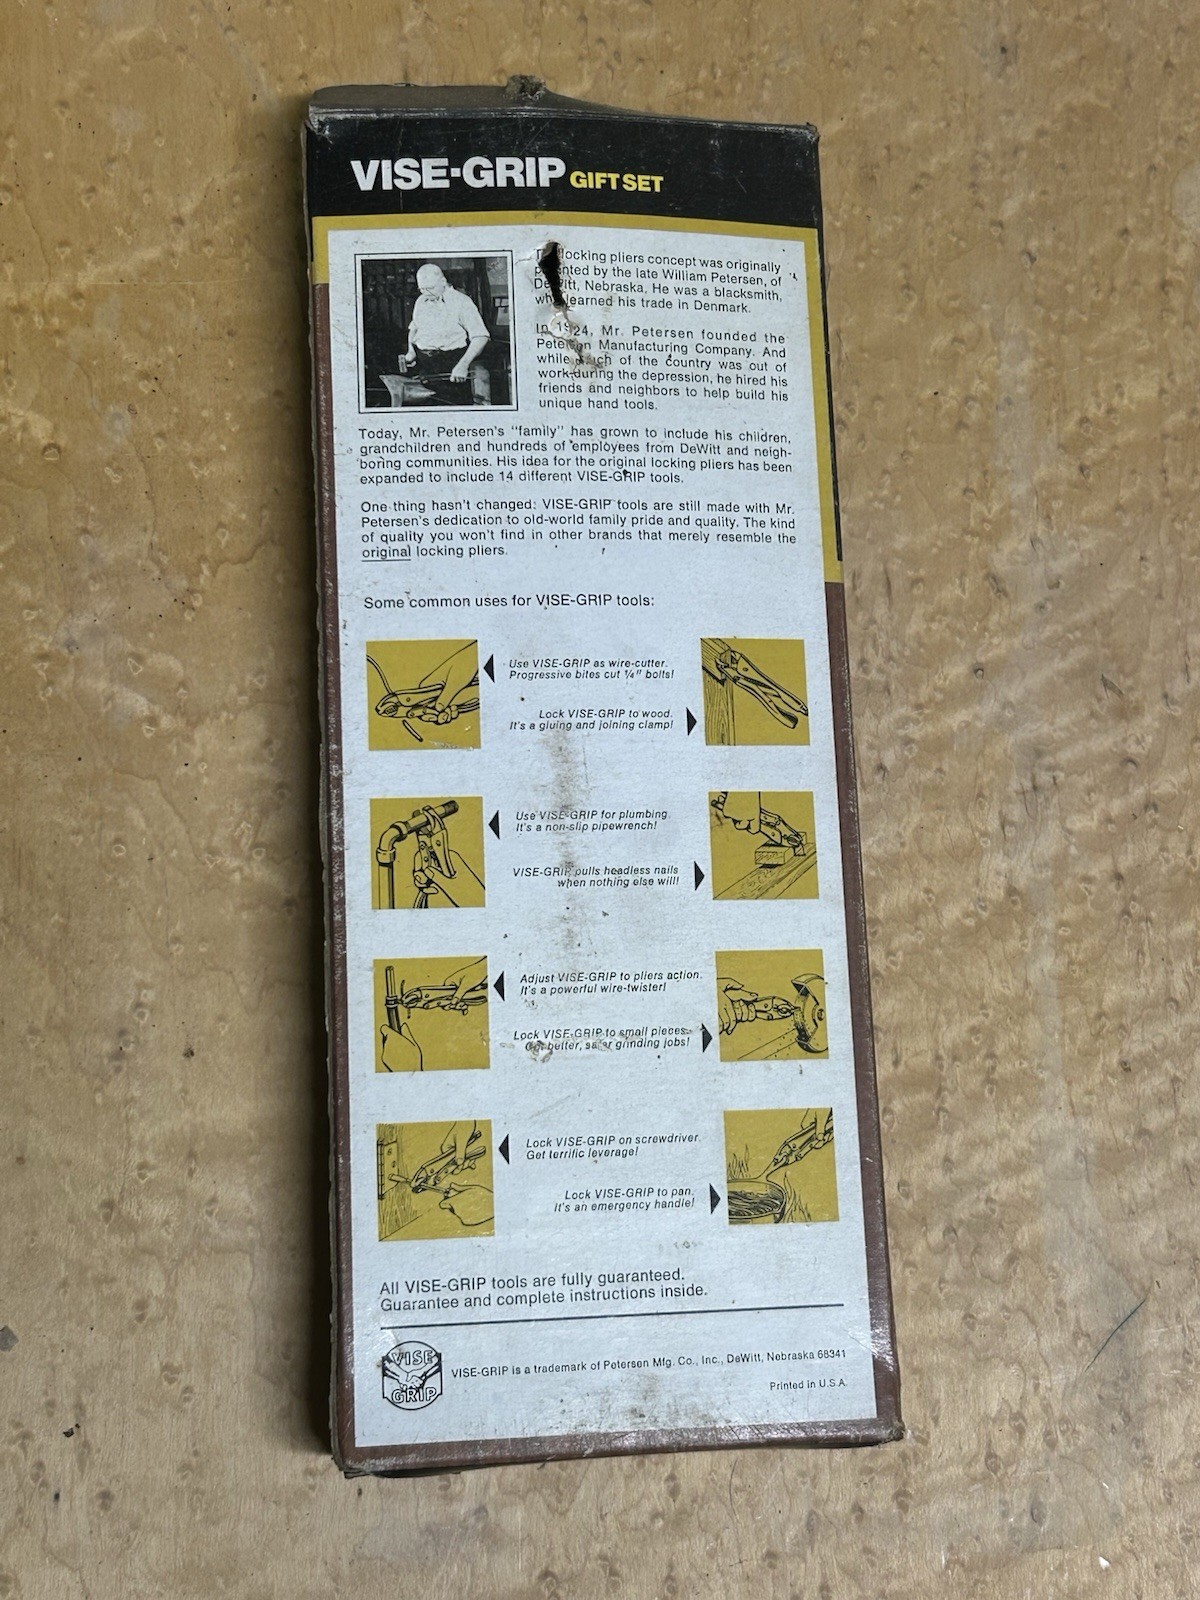 VISE-GRIP GIFT SET
locking pliers concept was originally
by the late William Petersen, of
DeWitt, Nebraska. He was a blacksmith,
who learned his trade in Denmark.
In 1924, Mr. Petersen founded the
Petersen Manufacturing Company. And
while much of the country was out of
work during the depression, he hired his
friends and neighbors to help build his
unique hand tools.
Today, Mr. Petersen's "family" has grown to include his children,
grandchildren and hundreds of employees from DeWitt and neigh-
boring communities. His idea for the original locking pliers has been
expanded to include 14 different VISE-GRIP tools.
One thing hasn't changed: VISE-GRIP tools are still made with Mr.
Petersen's dedication to old-world family pride and quality. The kind
of quality you won't find in other brands that merely resemble the
original locking pliers.
Some common uses for VISE-GRIP tools:
Use VISE-GRIP as wire-cutter.
Progressive bites cut 1/4" bolts!
Lock VISE-GRIP to wood.
It's a gluing and joining clamp!
Use VISE-GRIP for plumbing.
It's a non-slip pipewrench!
VISE-GRIP pulls headless nails
when nothing else will!
Adjust VISE-GRIP to pliers action.
It's a powerful wire-twister!
Lock VISE-GRIP to small pieces.
Get better, safer grinding jobs!
Lock VISE-GRIP on screwdriver.
Get terrific leverage!
Lock VISE-GRIP to pan.
It's an emergency handle!
All VISE-GRIP tools are fully guaranteed.
Guarantee and complete instructions inside.
VISE
GRIP
VISE-GRIP is a trademark of Petersen Mfg. Co., Inc., DeWitt, Nebraska 68341
Printed in U.S.A.